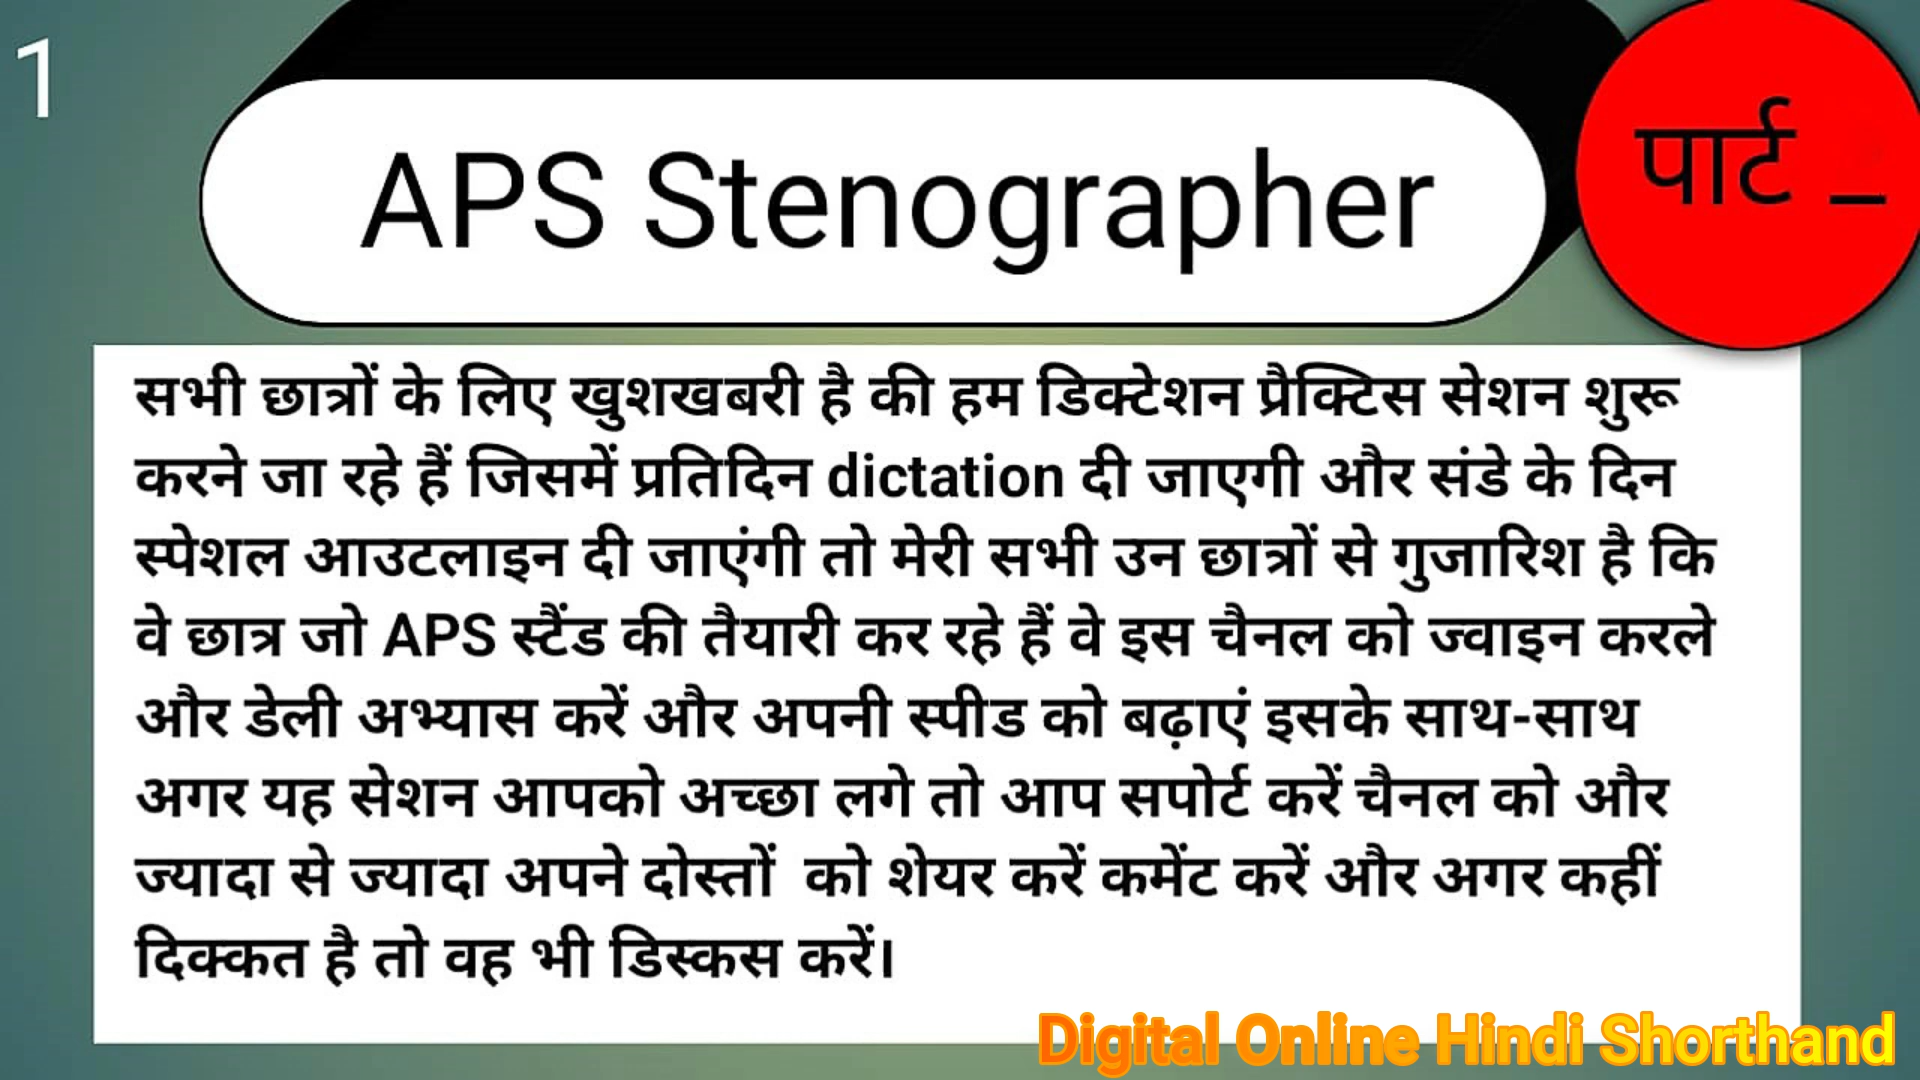 1
APS Stenographer
पार्ट _
सभी छात्रों के लिए खुशखबरी है की हम डिक्टेशन प्रैक्टिस सेशन शुरू
करने जा रहे हैं जिसमें प्रतिदिन dictation दी जाएगी और संडे के दिन
स्पेशल आउटलाइन दी जाएंगी तो मेरी सभी उन छात्रों से गुजारिश है कि
वे छात्र जो APS स्टैंड की तैयारी कर रहे हैं वे इस चैनल को ज्वाइन करले
और डेली अभ्यास करें और अपनी स्पीड को बढ़ाएं इसके साथ-साथ
अगर यह सेशन आपको अच्छा लगे तो आप सपोर्ट करें चैनल को और
ज्यादा से ज्यादा अपने दोस्तों को शेयर करें कमेंट करें और अगर कहीं
दिक्कत है तो वह भी डिस्कस करें।
Digital Online Hindi Shorthand